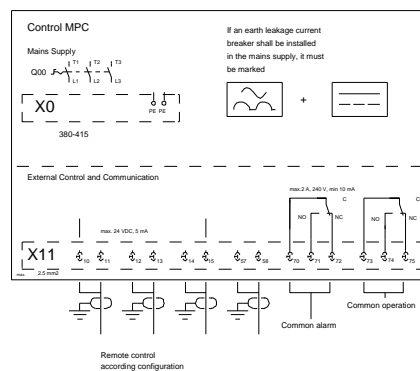 Control MPC
Mains Supply
Q00
T1 T2 T3
L1 L2 L3
X0
PE PE
380-415
If an earth leakage current
breaker shall be installed
in the mains supply, it must
be marked
+
External Control and Communication
max. 24 VDC, 5 mA
max.2 A, 240 V, min 10 mA
C
C
NO NC
NO NC
X11
10 11 12 13 14 15 57 58 70 71 72 73 74 75
max. 2.5 mm2
Common alarm
Common operation
Remote control
according configuration